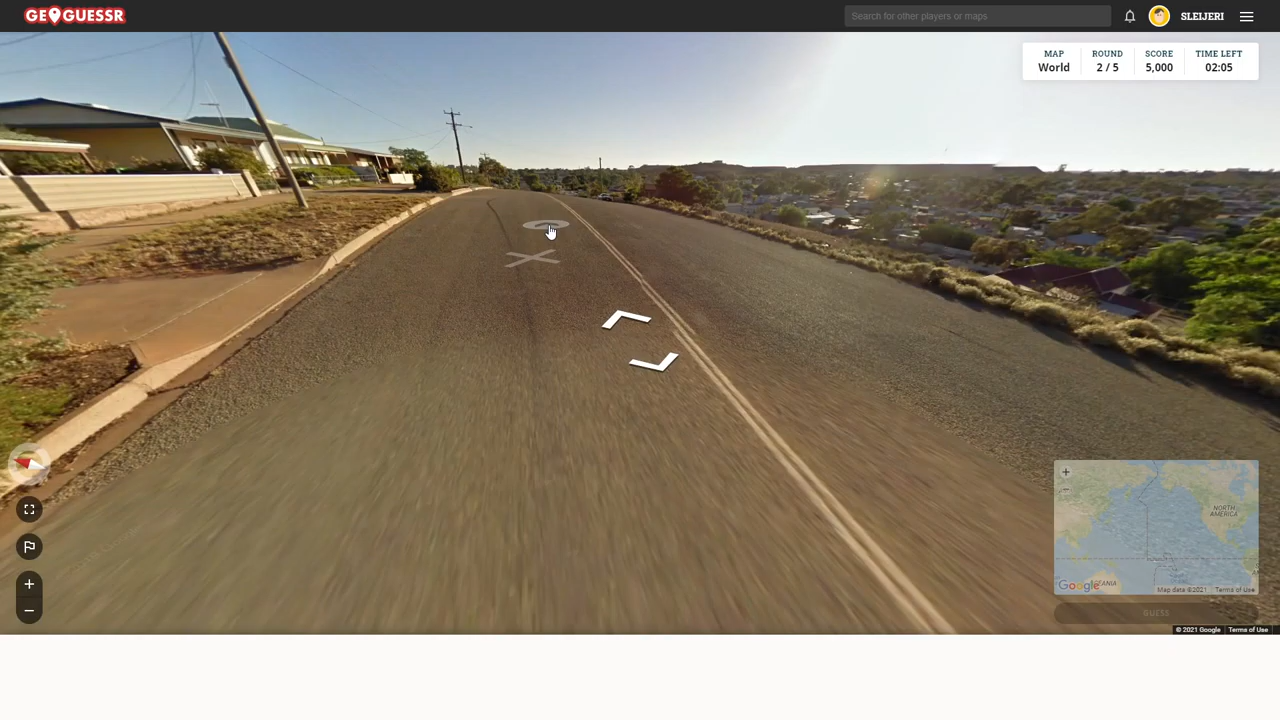 GEOGUESSR
Search for other players or maps
SLEIJERI
MAP
World
ROUND
2 / 5
SCORE
5,000
TIME LEFT
02:05
NORTH
AMERICA
Google
Map data ©2021
Terms of Use
GUESS
© 2021 Google
Terms of Use